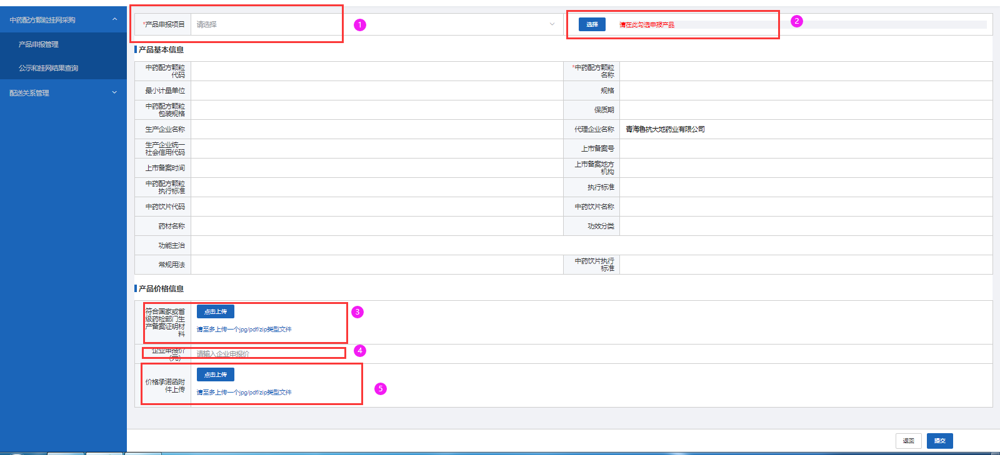 中药配方颗粒挂网采购
产品申报管理
公示和挂网结果查询
配送关系管理
*产品申报项目
请选择
1
选择
请在此勾选申报产品
2
产品基本信息
中药配方颗粒
代码
*中药配方颗粒
名称
最小计量单位
规格
中药配方颗粒
包装规格
保质期
生产企业名称
代理企业名称
青海鲁抗大地药业有限公司
生产企业统一
社会信用代码
上市备案号
上市备案时间
上市备案地方
机构
中药配方颗粒
执行标准
执行标准
中药饮片代码
中药饮片名称
药材名称
功效分类
功能主治
常规用法
中药饮片执行
标准
产品价格信息
符合国家或省
级药检部门生
产备案证明材
料
点击上传
请至多上传一个jpg/pdf/zip类型文件
3
企业申报价
（元）
请输入企业申报价
4
价格承诺函附
件上传
点击上传
请至多上传一个jpg/pdf/zip类型文件
5
返回
提交